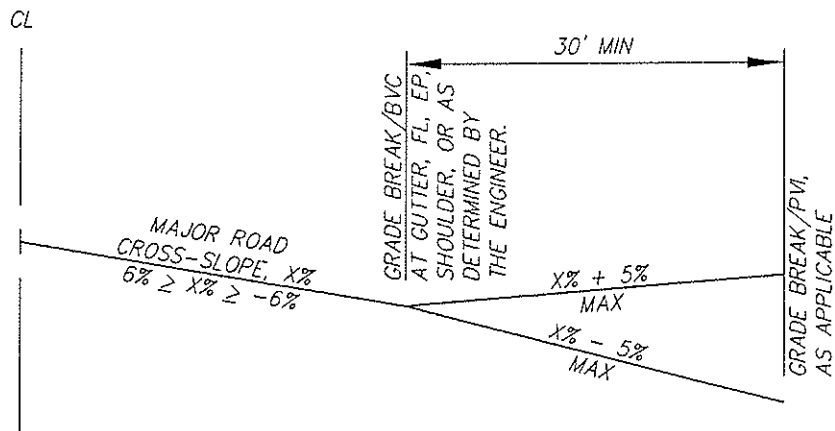 CL
30' MIN
GRADE BREAK/BVC
AT GUTTER, FL, EP,
SHOULDER, OR AS
DETERMINED BY
THE ENGINEER.
MAJOR ROAD
CROSS-SLOPE, X%
6% ≥ X% ≥ -6%
X% + 5%
MAX
X% - 5%
MAX
GRADE BREAK/PVI,
AS APPLICABLE